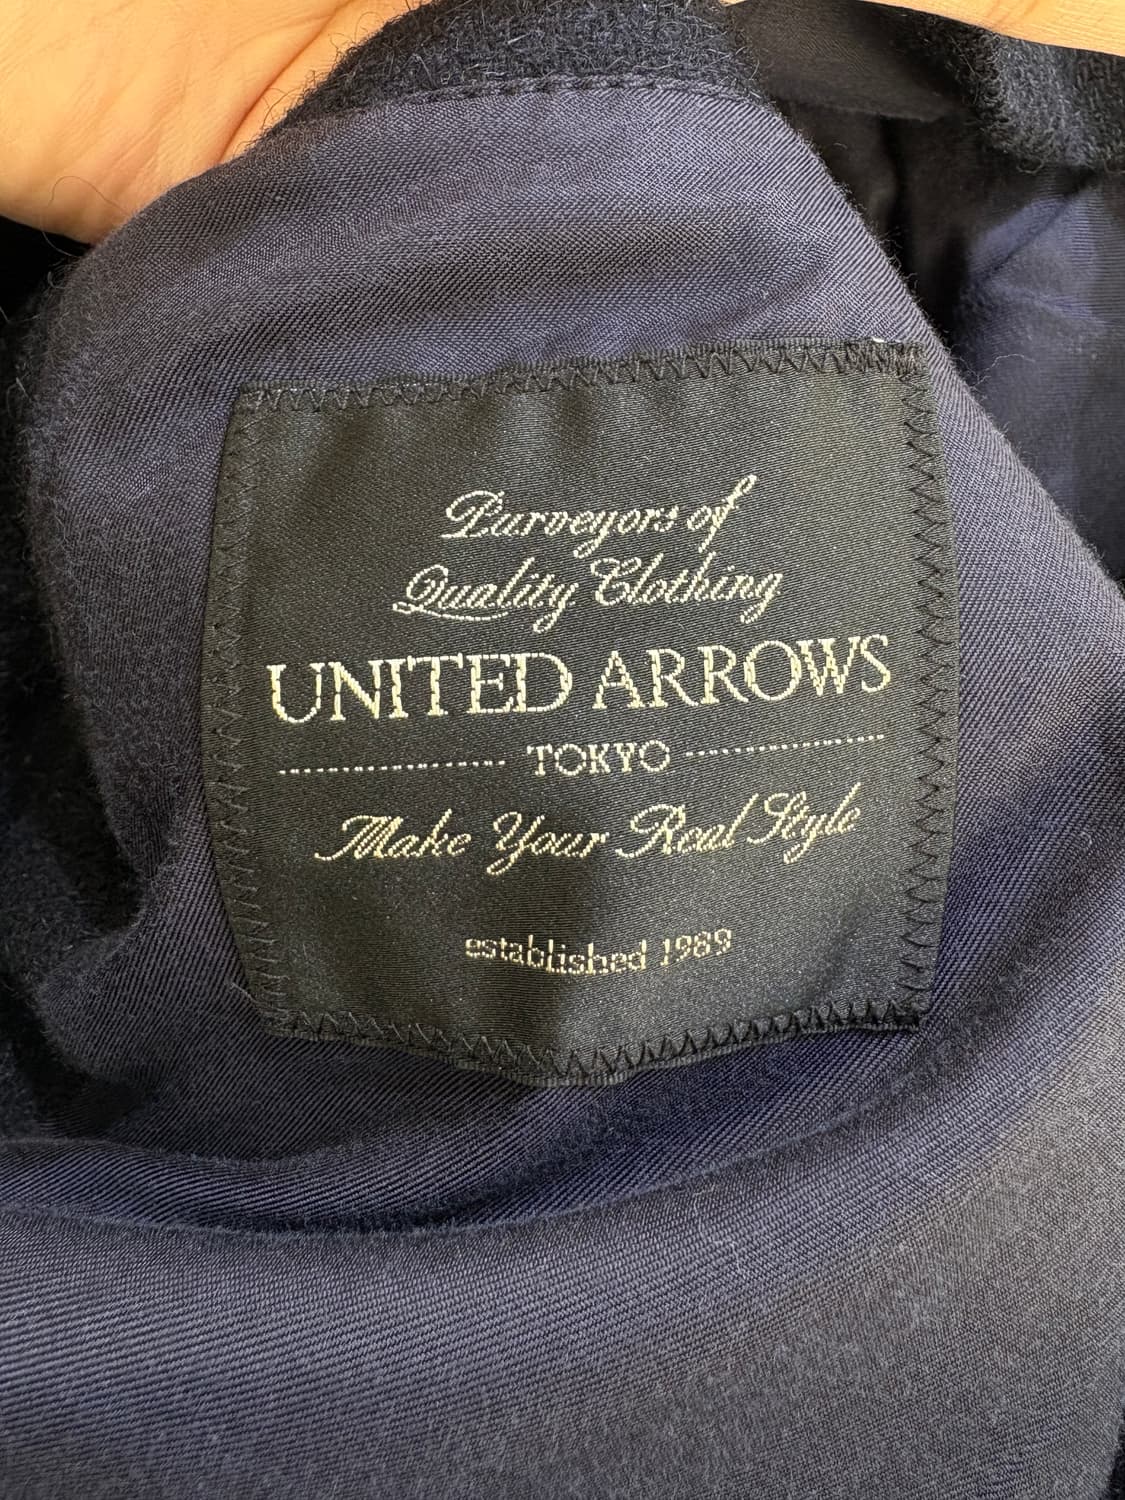 Purveyors of
Quality Clothing
UNITED ARROWS
TOKYO
Make Your Real Style
established 1989